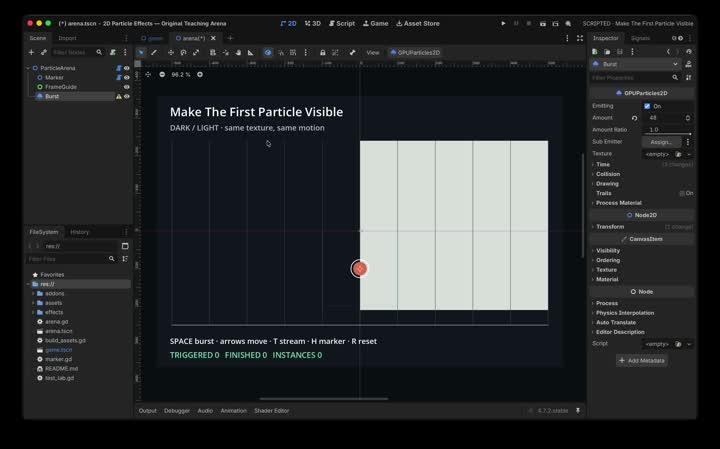 (*) arena.tscn - 2D Particle Effects — Original Teaching Arena
2D 3D Script Game Asset Store
SCRIPTED · Make The First Particle Visible
Scene Import
Filter Nodes
ParticleArena
Marker
FrameGuide
Burst
game arena(*)
View GPUParticles2D
96.2 %
Make The First Particle Visible
DARK / LIGHT · same texture, same motion
SPACE burst · arrows move · T stream · H marker · R reset
TRIGGERED 0 FINISHED 0 INSTANCES 0
FileSystem History
res://
Filter Files
Favorites
res://
addons
assets
effects
arena.gd
arena.tscn
build_assets.gd
game.tscn
marker.gd
README.md
test_lab.gd
Output Debugger Audio Animation Shader Editor
4.7.2.stable
Inspector Signals
Burst
Filter Properties
GPUParticles2D
Emitting On
Amount 48
Amount Ratio 1.0
Sub Emitter Assign...
Texture <empty>
Time (3 changes)
Collision
Drawing
Trails On
Process Material
Node2D
Transform (1 change)
CanvasItem
Visibility
Ordering
Texture
Material
Node
Process
Physics Interpolation
Auto Translate
Editor Description
Script <empty>
Add Metadata